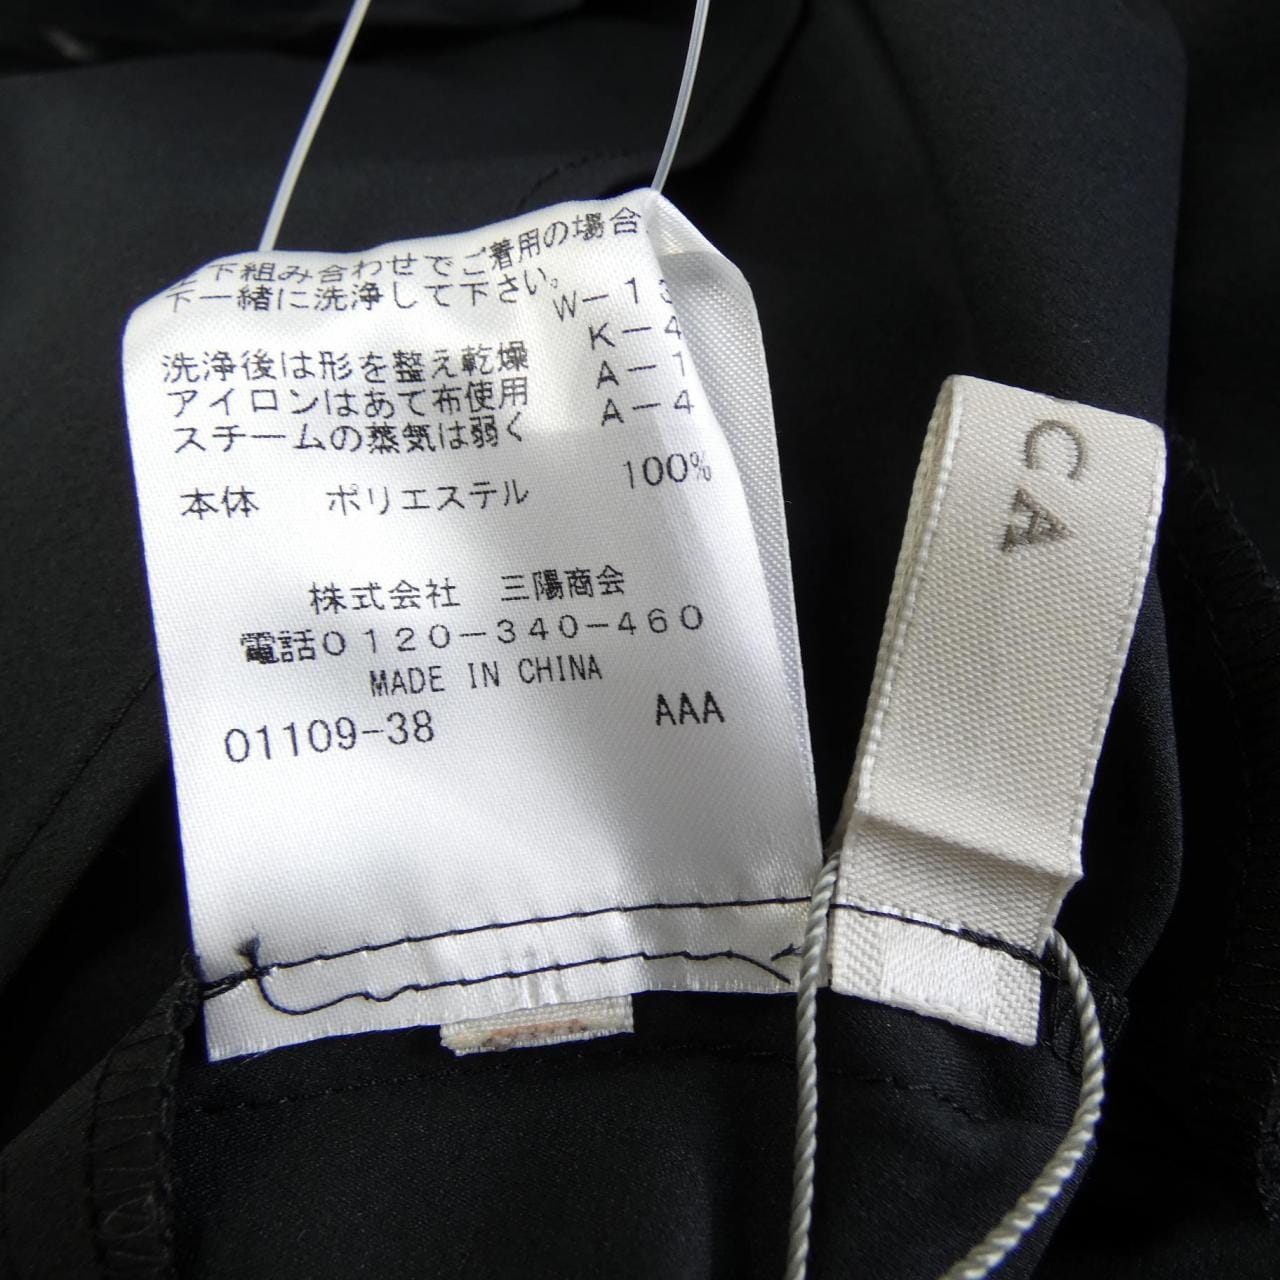 上下組み合わせでご着用の場合、
下一緒に洗浄して下さい。
W-13
K-4
洗浄後は形を整え乾燥 A-1
アイロンはあて布使用 A-4
スチームの蒸気は弱く
本体 ポリエステル 100%
株式会社 三陽商会
電話0120-340-460
MADE IN CHINA
01109-38 AAA
CA